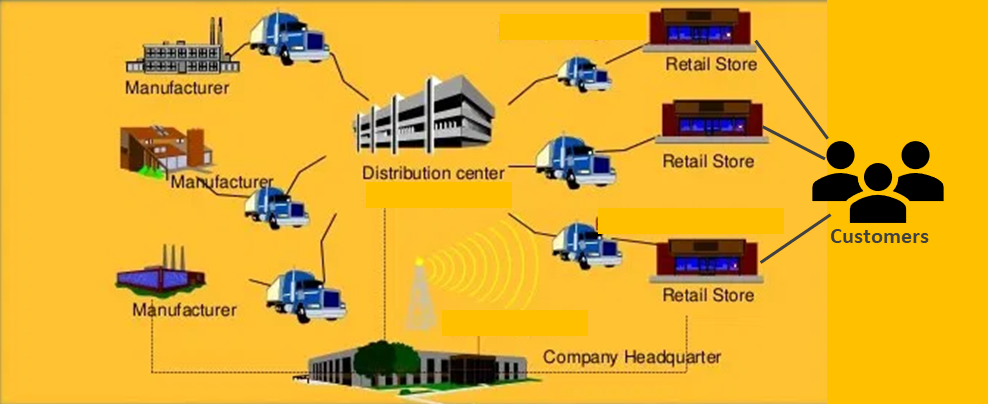 Retail Store
Manufacturer
Retail Store
Distribution center
Manufacturer
Customers
Retail Store
Manufacturer
Company Headquarter